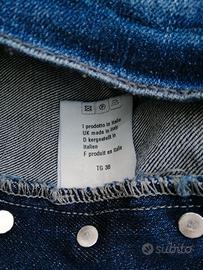 I prodotto in Italia
UK made in Italy
D hergestellt in
Italien
F produit en Italie
TG 38
subito